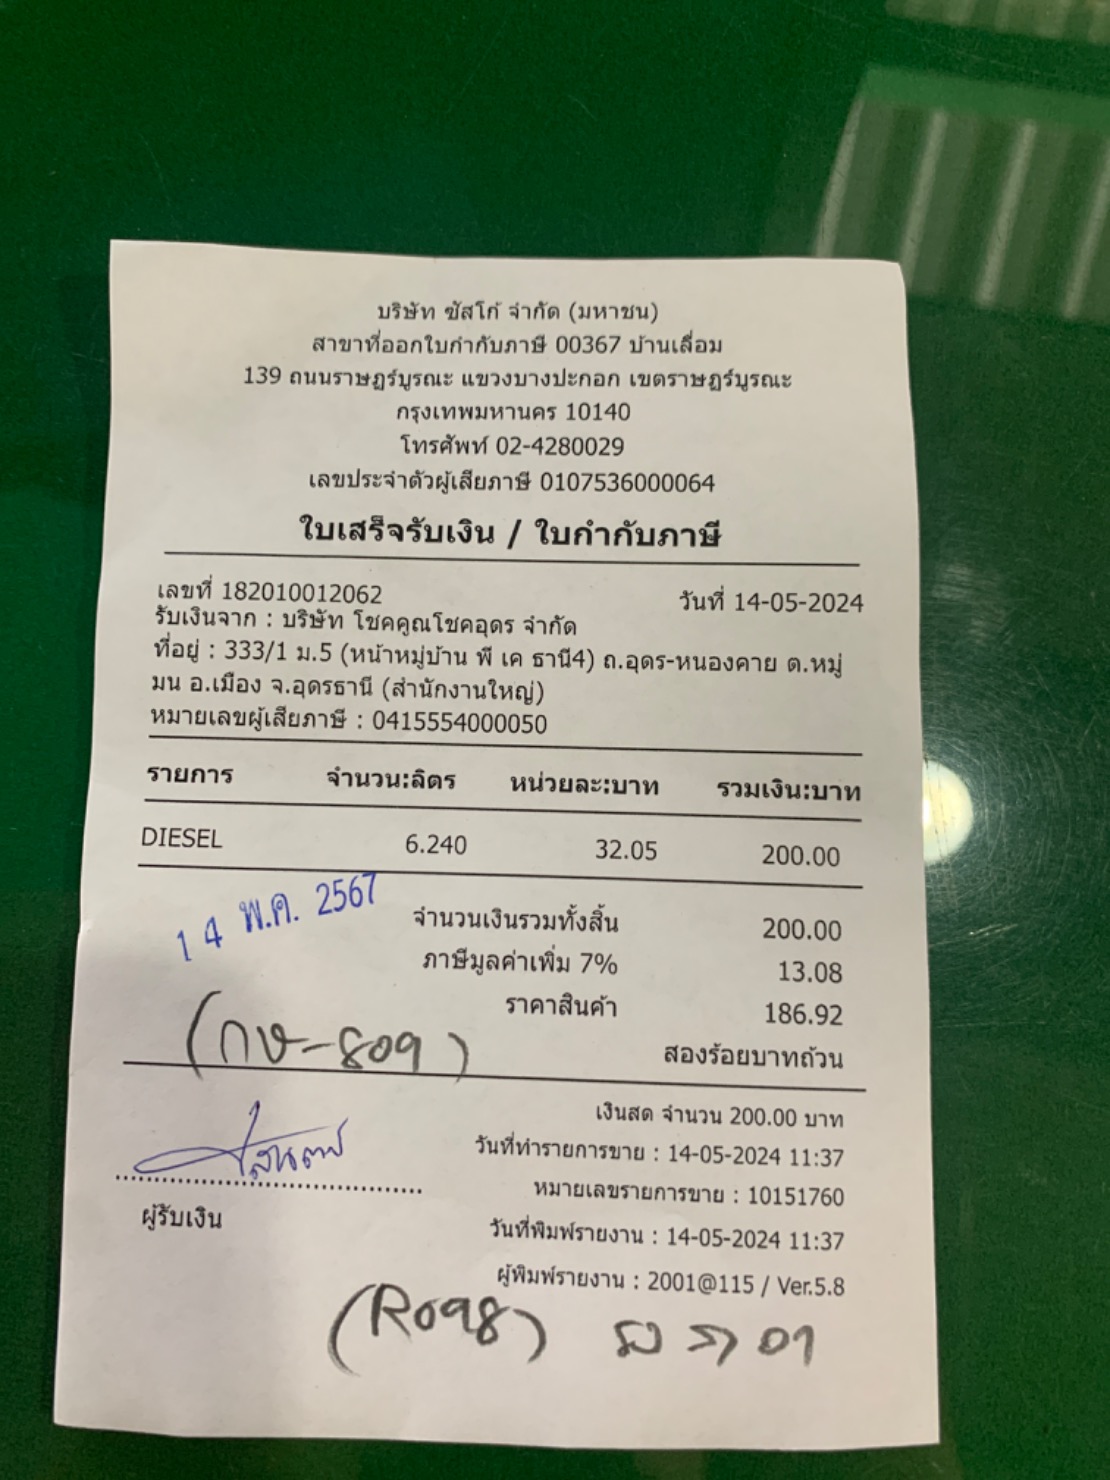 บริษัท ซัสโก้ จำกัด (มหาชน)
สาขาที่ออกใบกำกับภาษี 00367 บ้านเลื่อม
139 ถนนราษฎร์บูรณะ แขวงบางปะกอก เขตราษฎร์บูรณะ
กรุงเทพมหานคร 10140
โทรศัพท์ 02-4280029
เลขประจำตัวผู้เสียภาษี 0107536000064
ใบเสร็จรับเงิน / ใบกำกับภาษี
เลขที่ 182010012062 วันที่ 14-05-2024
รับเงินจาก : บริษัท โชคคูณโชคอุดร จำกัด
ที่อยู่ : 333/1 ม.5 (หน้าหมู่บ้าน พี เค ธานี4) ถ.อุดร-หนองคาย ต.หมู่
มน อ.เมือง จ.อุดรธานี (สำนักงานใหญ่)
หมายเลขผู้เสียภาษี : 0415554000050
รายการ จำนวน:ลิตร หน่วยละ:บาท รวมเงิน:บาท
DIESEL 6.240 32.05 200.00
14 พ.ค. 2567
จำนวนเงินรวมทั้งสิ้น 200.00
ภาษีมูลค่าเพิ่ม 7% 13.08
ราคาสินค้า 186.92
(กษ-809)
สองร้อยบาทถ้วน
เงินสด จำนวน 200.00 บาท
วันที่ทำรายการขาย : 14-05-2024 11:37
หมายเลขรายการขาย : 10151760
ผู้รับเงิน
วันที่พิมพ์รายงาน : 14-05-2024 11:37
ผู้พิมพ์รายงาน : 2001@115 / Ver.5.8
(R098)